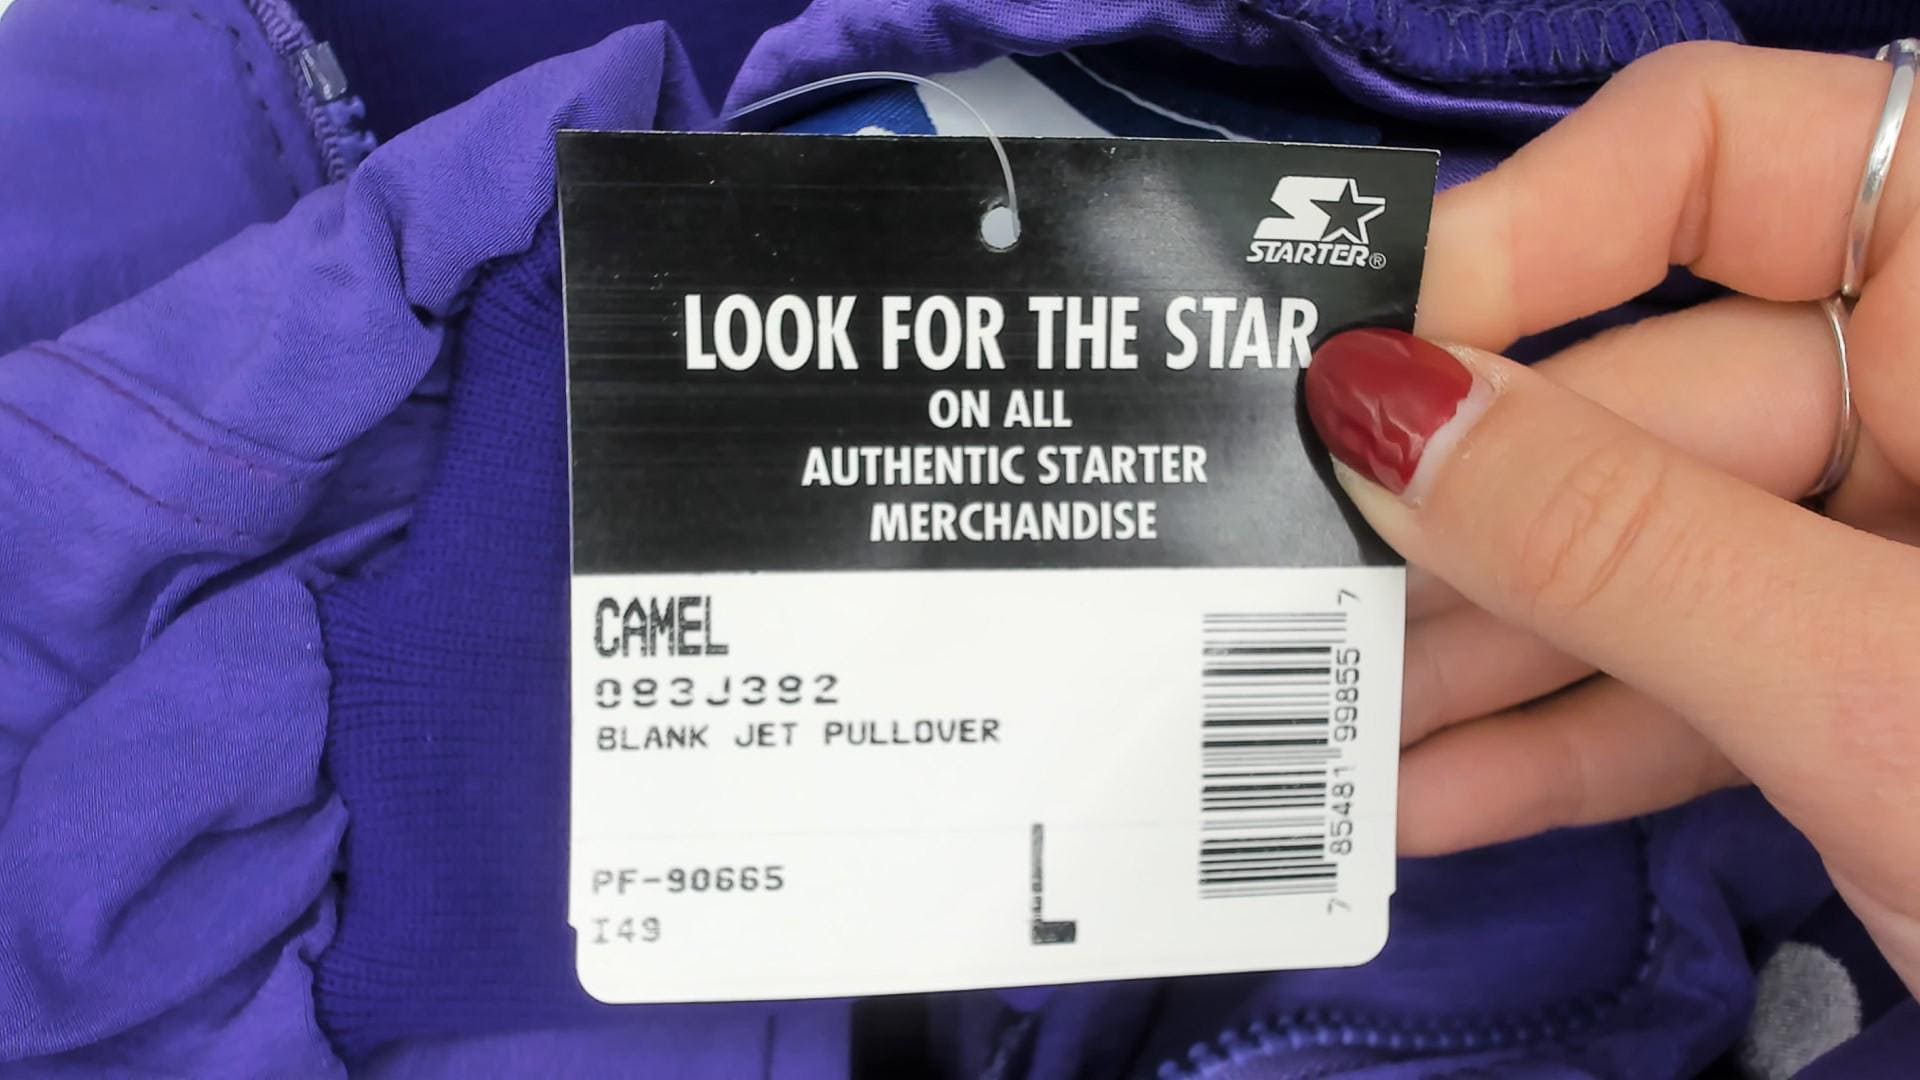 STARTER®
LOOK FOR THE STAR
ON ALL
AUTHENTIC STARTER
MERCHANDISE
CAMEL
093J392
BLANK JET PULLOVER
PF-90665
I49
L
7 85481 99855 7